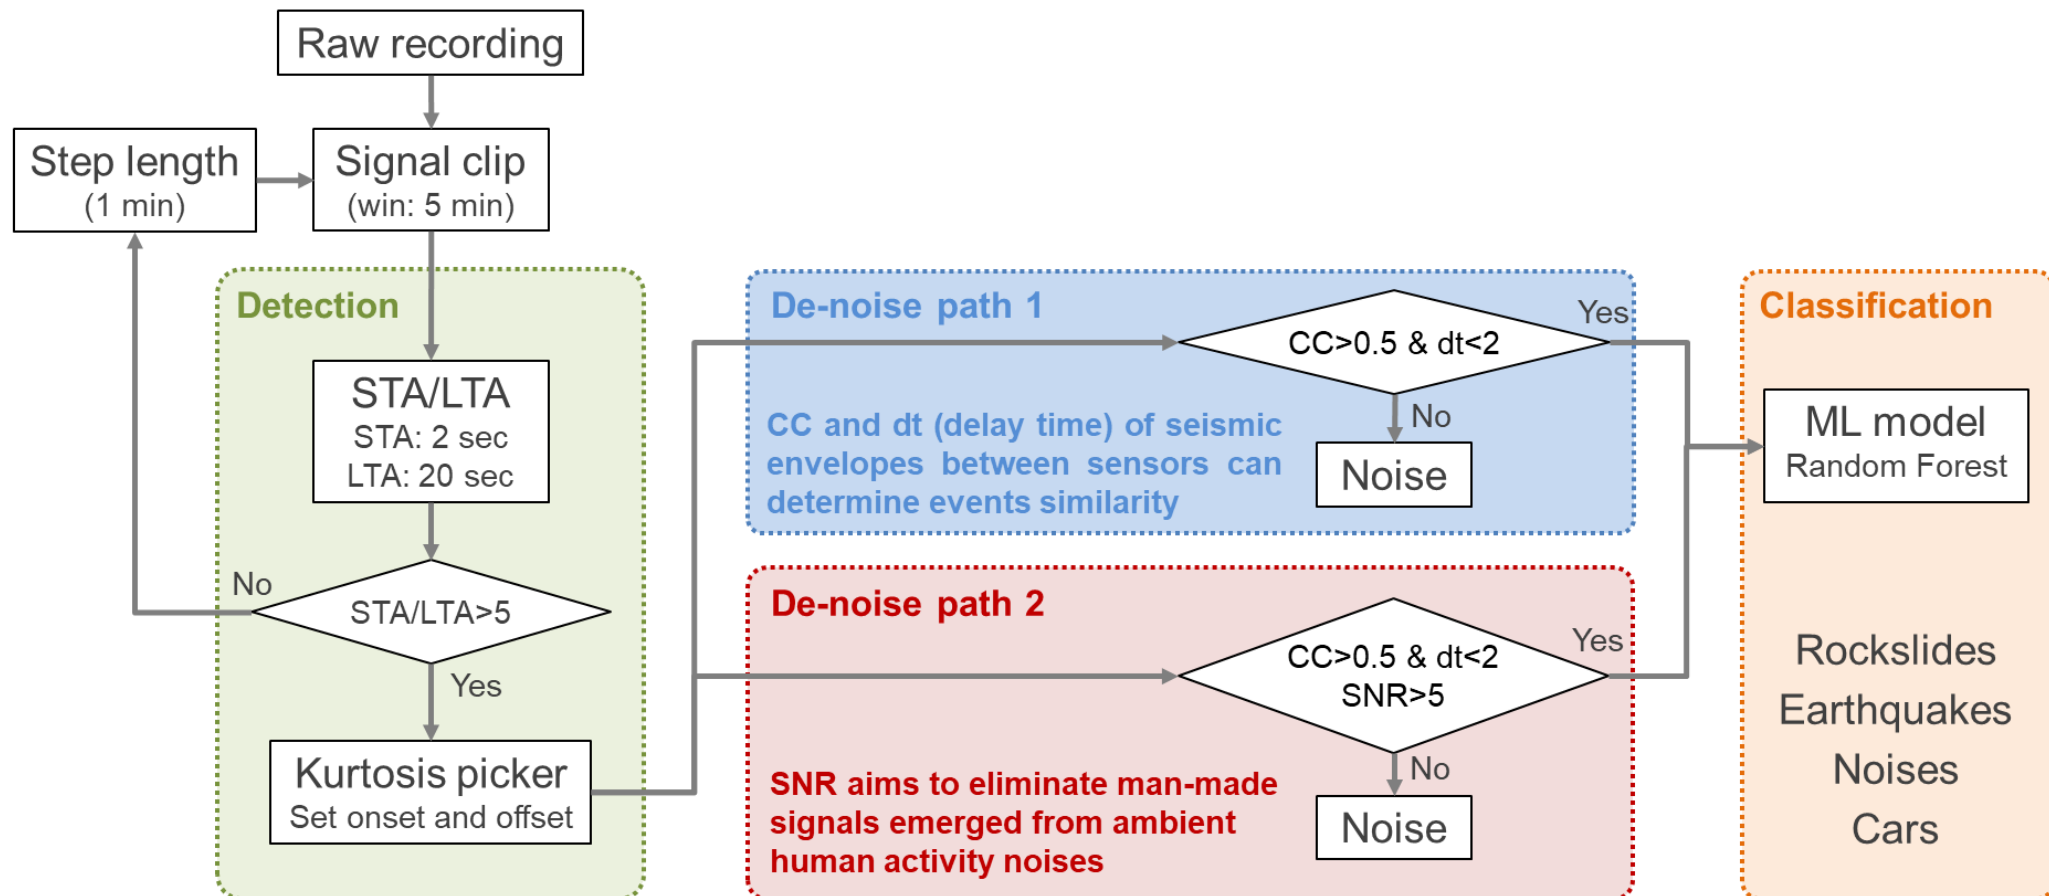 Raw recording
Step length
(1 min)
Signal clip
(win: 5 min)
Detection
STA/LTA
STA: 2 sec
LTA: 20 sec
No
STA/LTA>5
Yes
Kurtosis picker
Set onset and offset
De-noise path 1
Yes
CC>0.5 & dt<2
No
CC and dt (delay time) of seismic
envelopes between sensors can
determine events similarity
Noise
De-noise path 2
Yes
CC>0.5 & dt<2
SNR>5
No
SNR aims to eliminate man-made
signals emerged from ambient
human activity noises
Noise
Classification
ML model
Random Forest
Rockslides
Earthquakes
Noises
Cars